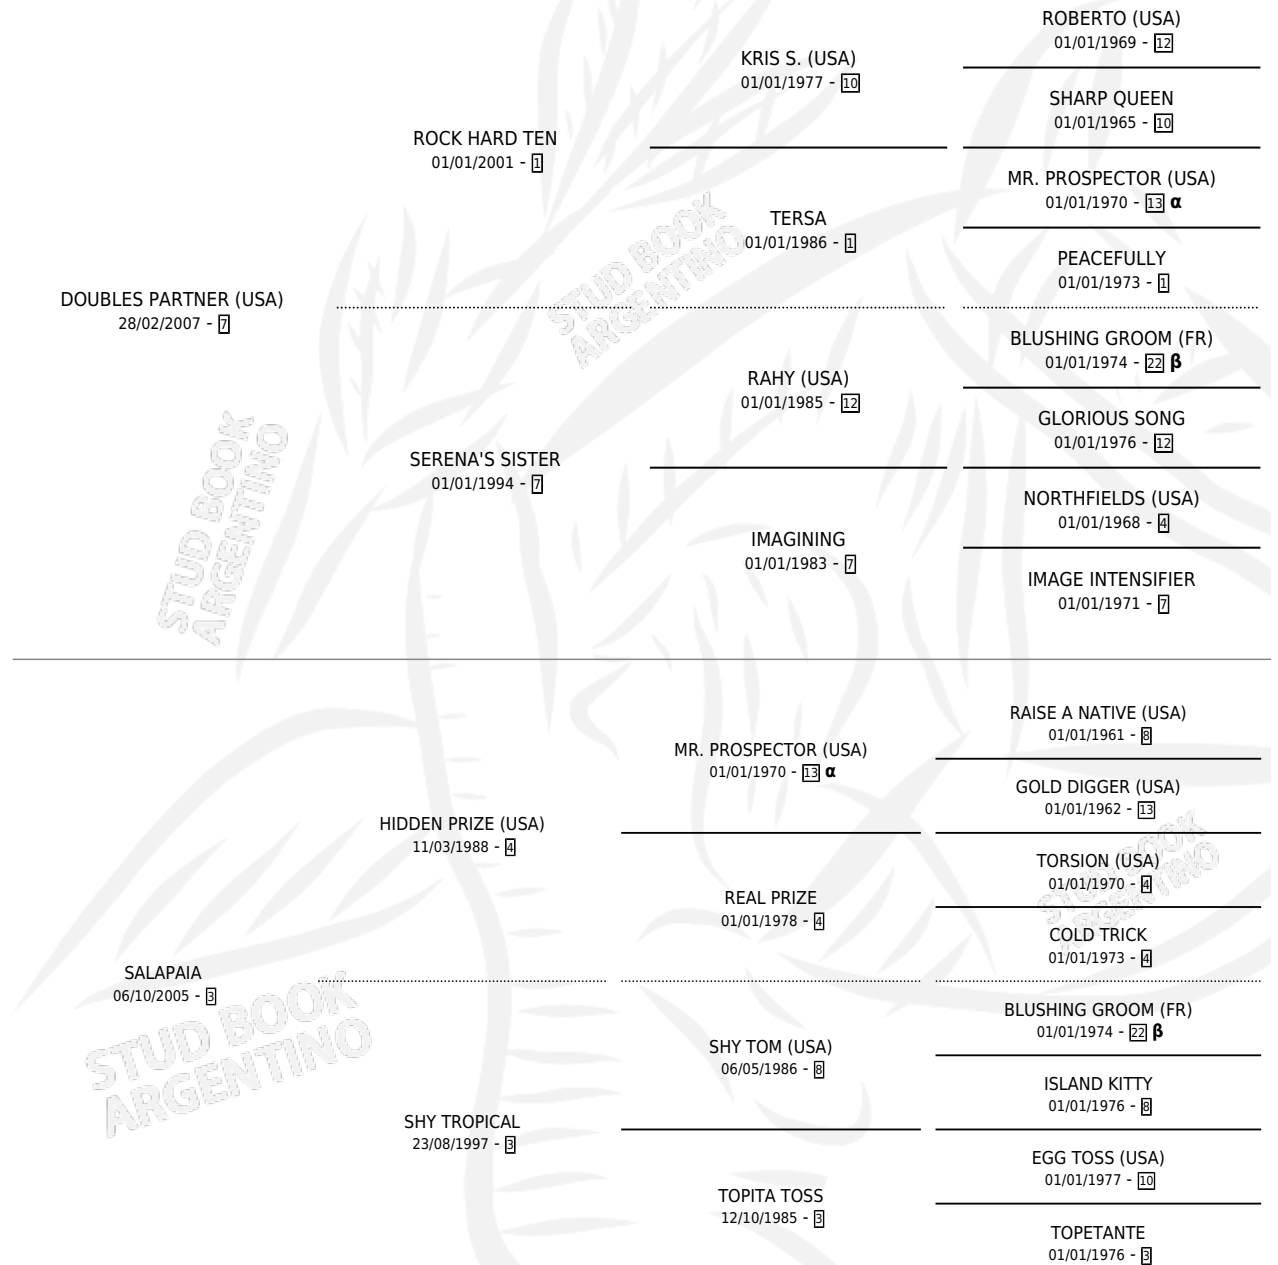 ROBERTO (USA)
01/01/1969 - 12
KRIS S. (USA)
01/01/1977 - 10
SHARP QUEEN
01/01/1965 - 10
ROCK HARD TEN
01/01/2001 - 1
MR. PROSPECTOR (USA)
01/01/1970 - 13 α
TERSA
01/01/1986 - 1
PEACEFULLY
01/01/1973 - 1
DOUBLES PARTNER (USA)
28/02/2007 - 7
BLUSHING GROOM (FR)
01/01/1974 - 22 β
RAHY (USA)
01/01/1985 - 12
GLORIOUS SONG
01/01/1976 - 12
SERENA'S SISTER
01/01/1994 - 7
NORTHFIELDS (USA)
01/01/1968 - 4
IMAGINING
01/01/1983 - 7
IMAGE INTENSIFIER
01/01/1971 - 7
RAISE A NATIVE (USA)
01/01/1961 - 8
MR. PROSPECTOR (USA)
01/01/1970 - 13 α
GOLD DIGGER (USA)
01/01/1962 - 13
HIDDEN PRIZE (USA)
11/03/1988 - 4
TORSION (USA)
01/01/1970 - 4
REAL PRIZE
01/01/1978 - 4
COLD TRICK
01/01/1973 - 4
SALAPAIA
06/10/2005 - 3
BLUSHING GROOM (FR)
01/01/1974 - 22 β
SHY TOM (USA)
06/05/1986 - 8
ISLAND KITTY
01/01/1976 - 8
SHY TROPICAL
23/08/1997 - 3
EGG TOSS (USA)
01/01/1977 - 10
TOPITA TOSS
12/10/1985 - 3
TOPETANTE
01/01/1976 - 3
STUD BOOK
ARGENTINO
STUD BOOK
ARGENTINO
STUD BOOK
ARGENTINO
STUD BOOK
ARGENTINO